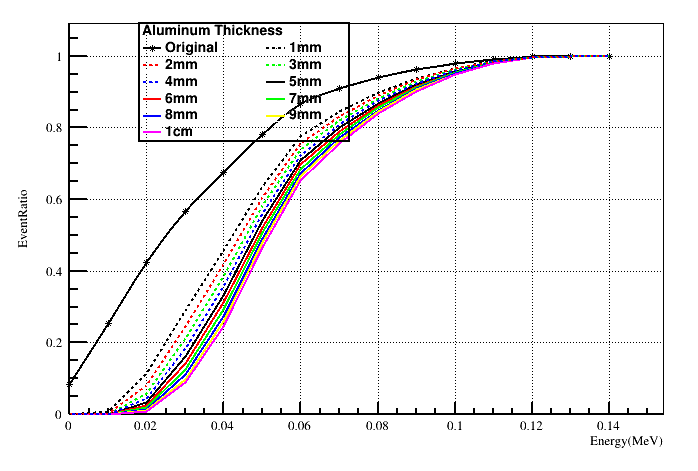 Aluminum Thickness
Original 1mm
2mm 3mm
4mm 5mm
6mm 7mm
8mm 9mm
1cm
1
0.8
0.6
0.4
0.2
0
EventRatio
0 0.02 0.04 0.06 0.08 0.1 0.12 0.14
Energy(MeV)